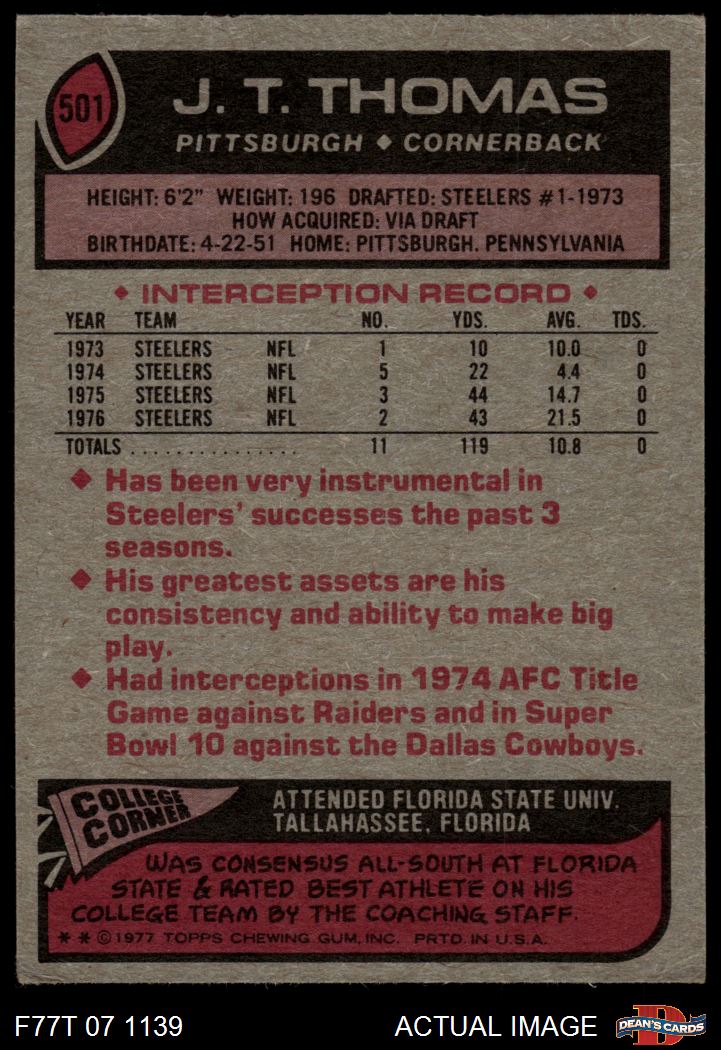 501
J. T. THOMAS
PITTSBURGH ◆ CORNERBACK
HEIGHT: 6'2" WEIGHT: 196 DRAFTED: STEELERS #1-1973
HOW ACQUIRED: VIA DRAFT
BIRTHDATE: 4-22-51 HOME: PITTSBURGH, PENNSYLVANIA
◆ INTERCEPTION RECORD ◆
YEAR TEAM NO. YDS. AVG. TDS.
1973 STEELERS NFL 1 10 10.0 0
1974 STEELERS NFL 5 22 4.4 0
1975 STEELERS NFL 3 44 14.7 0
1976 STEELERS NFL 2 43 21.5 0
TOTALS ................ 11 119 10.8 0
◆ Has been very instrumental in
Steelers' successes the past 3
seasons.
◆ His greatest assets are his
consistency and ability to make big
play.
◆ Had interceptions in 1974 AFC Title
Game against Raiders and in Super
Bowl 10 against the Dallas Cowboys.
COLLEGE
CORNER
ATTENDED FLORIDA STATE UNIV.
TALLAHASSEE, FLORIDA
WAS CONSENSUS ALL-SOUTH AT FLORIDA
STATE & RATED BEST ATHLETE ON HIS
COLLEGE TEAM BY THE COACHING STAFF.
* * © 1977 TOPPS CHEWING GUM, INC. PRTD. IN U.S.A.
F77T 07 1139 ACTUAL IMAGE
D
DEAN'S CARDS